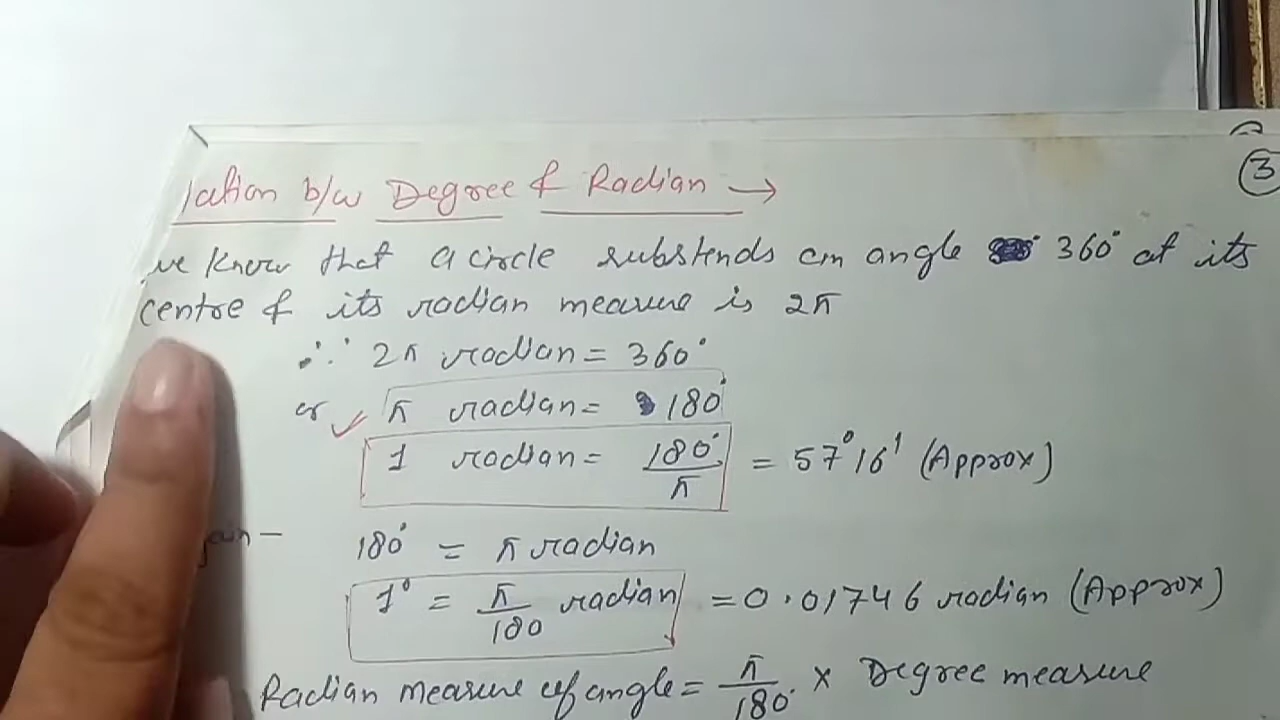 lation b/w Degree & Radian →
3
we know that a circle substends an angle 360° at its
centre & its radian measure is 2π
∴ 2π radian = 360°
or ✓ π radian = 180°
1 radian = 180°/π = 57°16' (Approx)
gain — 180° = π radian
1° = π/180 radian = 0.01746 radian (Approx)
Radian measure of angle = π/180° × Degree measure